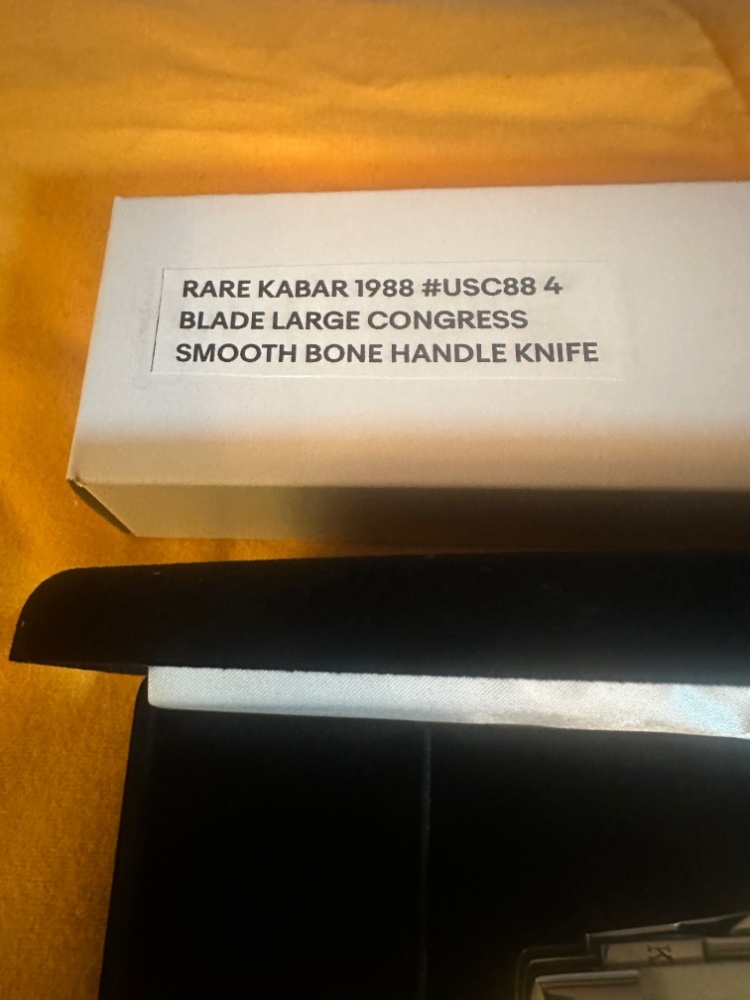 RARE KABAR 1988 #USC88 4
BLADE LARGE CONGRESS
SMOOTH BONE HANDLE KNIFE
K